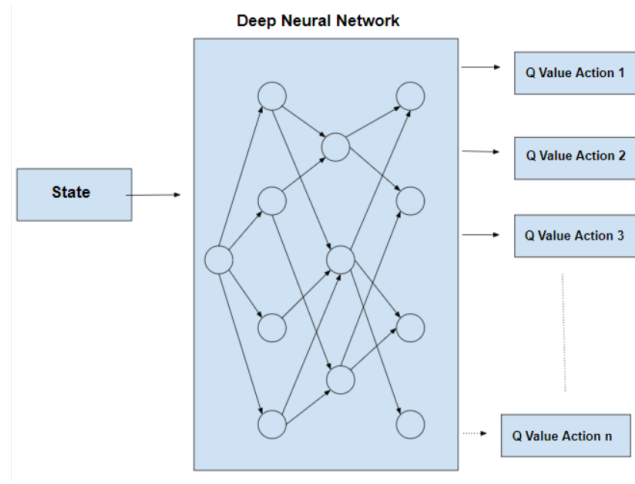 Deep Neural Network
Q Value Action 1
Q Value Action 2
State
Q Value Action 3
Q Value Action n